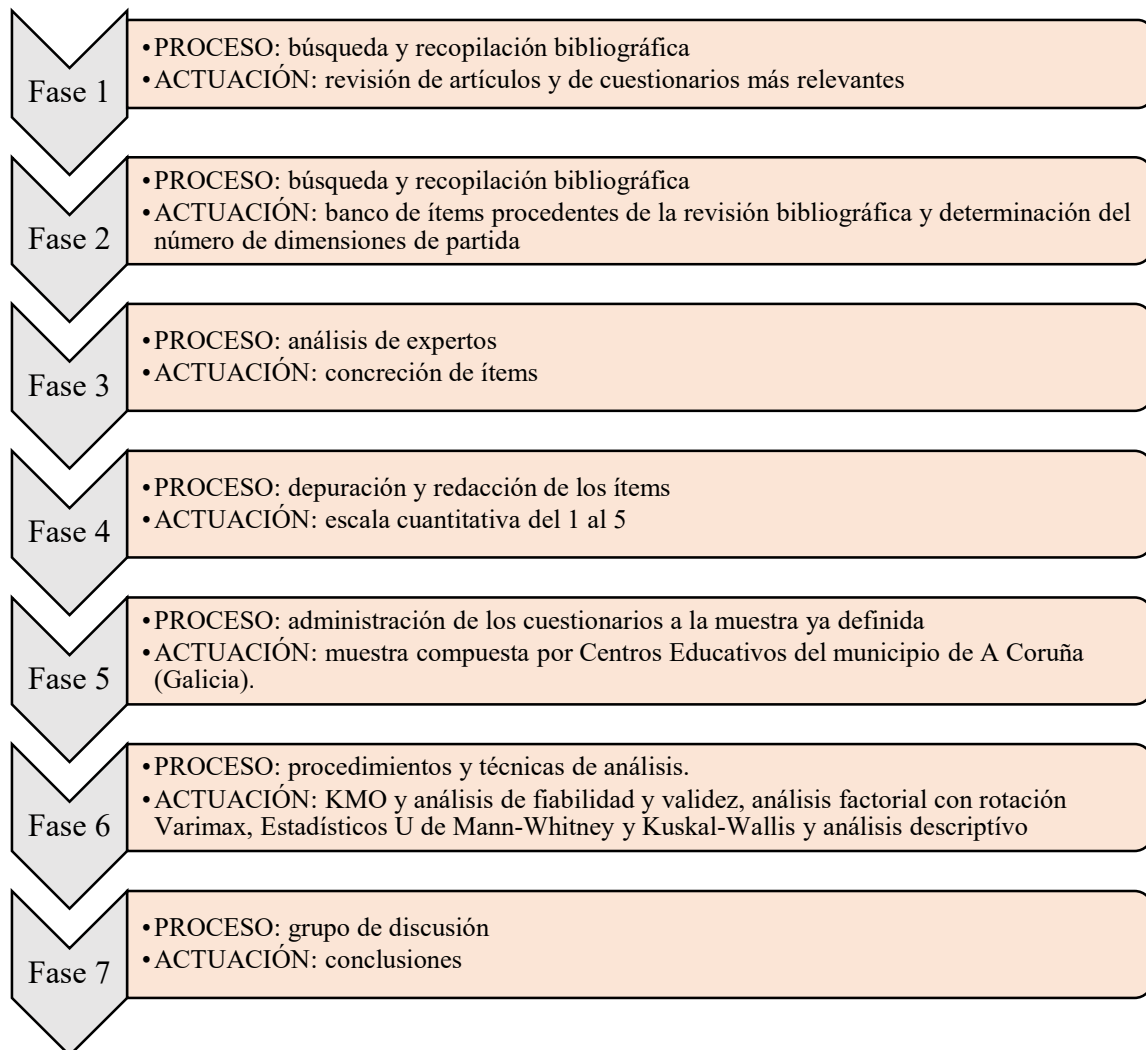 Fase 1
•PROCESO: búsqueda y recopilación bibliográfica
•ACTUACIÓN: revisión de artículos y de cuestionarios más relevantes
Fase 2
•PROCESO: búsqueda y recopilación bibliográfica
•ACTUACIÓN: banco de ítems procedentes de la revisión bibliográfica y determinación del
número de dimensiones de partida
Fase 3
•PROCESO: análisis de expertos
•ACTUACIÓN: concreción de ítems
Fase 4
•PROCESO: depuración y redacción de los ítems
•ACTUACIÓN: escala cuantitativa del 1 al 5
Fase 5
•PROCESO: administración de los cuestionarios a la muestra ya definida
•ACTUACIÓN: muestra compuesta por Centros Educativos del municipio de A Coruña
(Galicia).
Fase 6
•PROCESO: procedimientos y técnicas de análisis.
•ACTUACIÓN: KMO y análisis de fiabilidad y validez, análisis factorial con rotación
Varimax, Estadísticos U de Mann-Whitney y Kuskal-Wallis y análisis descriptívo
Fase 7
•PROCESO: grupo de discusión
•ACTUACIÓN: conclusiones